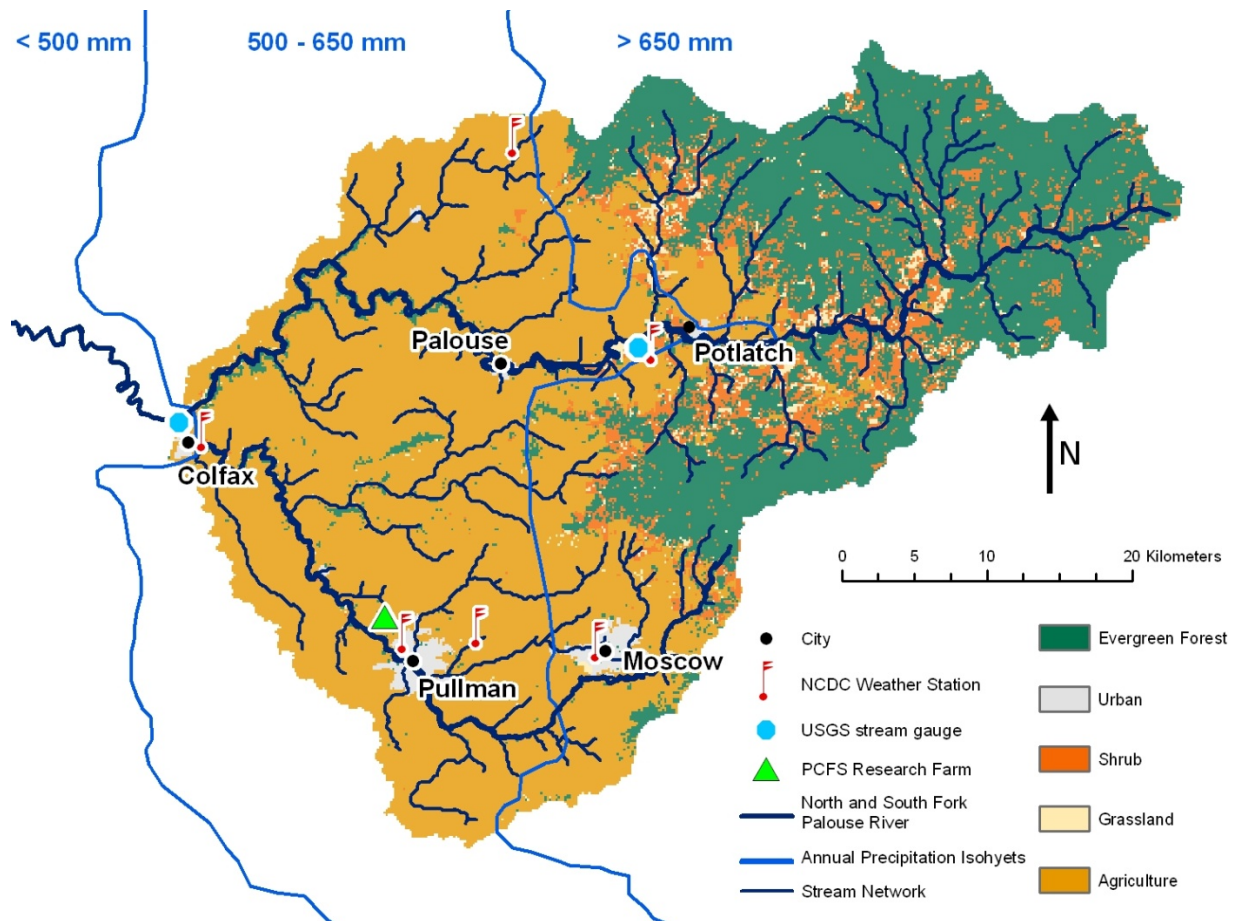 < 500 mm
500 - 650 mm
> 650 mm
Palouse
Potlatch
Colfax
N
0 5 10 20 Kilometers
Moscow
Pullman
City
NCDC Weather Station
USGS stream gauge
PCFS Research Farm
North and South Fork
Palouse River
Annual Precipitation Isohyets
Stream Network
Evergreen Forest
Urban
Shrub
Grassland
Agriculture